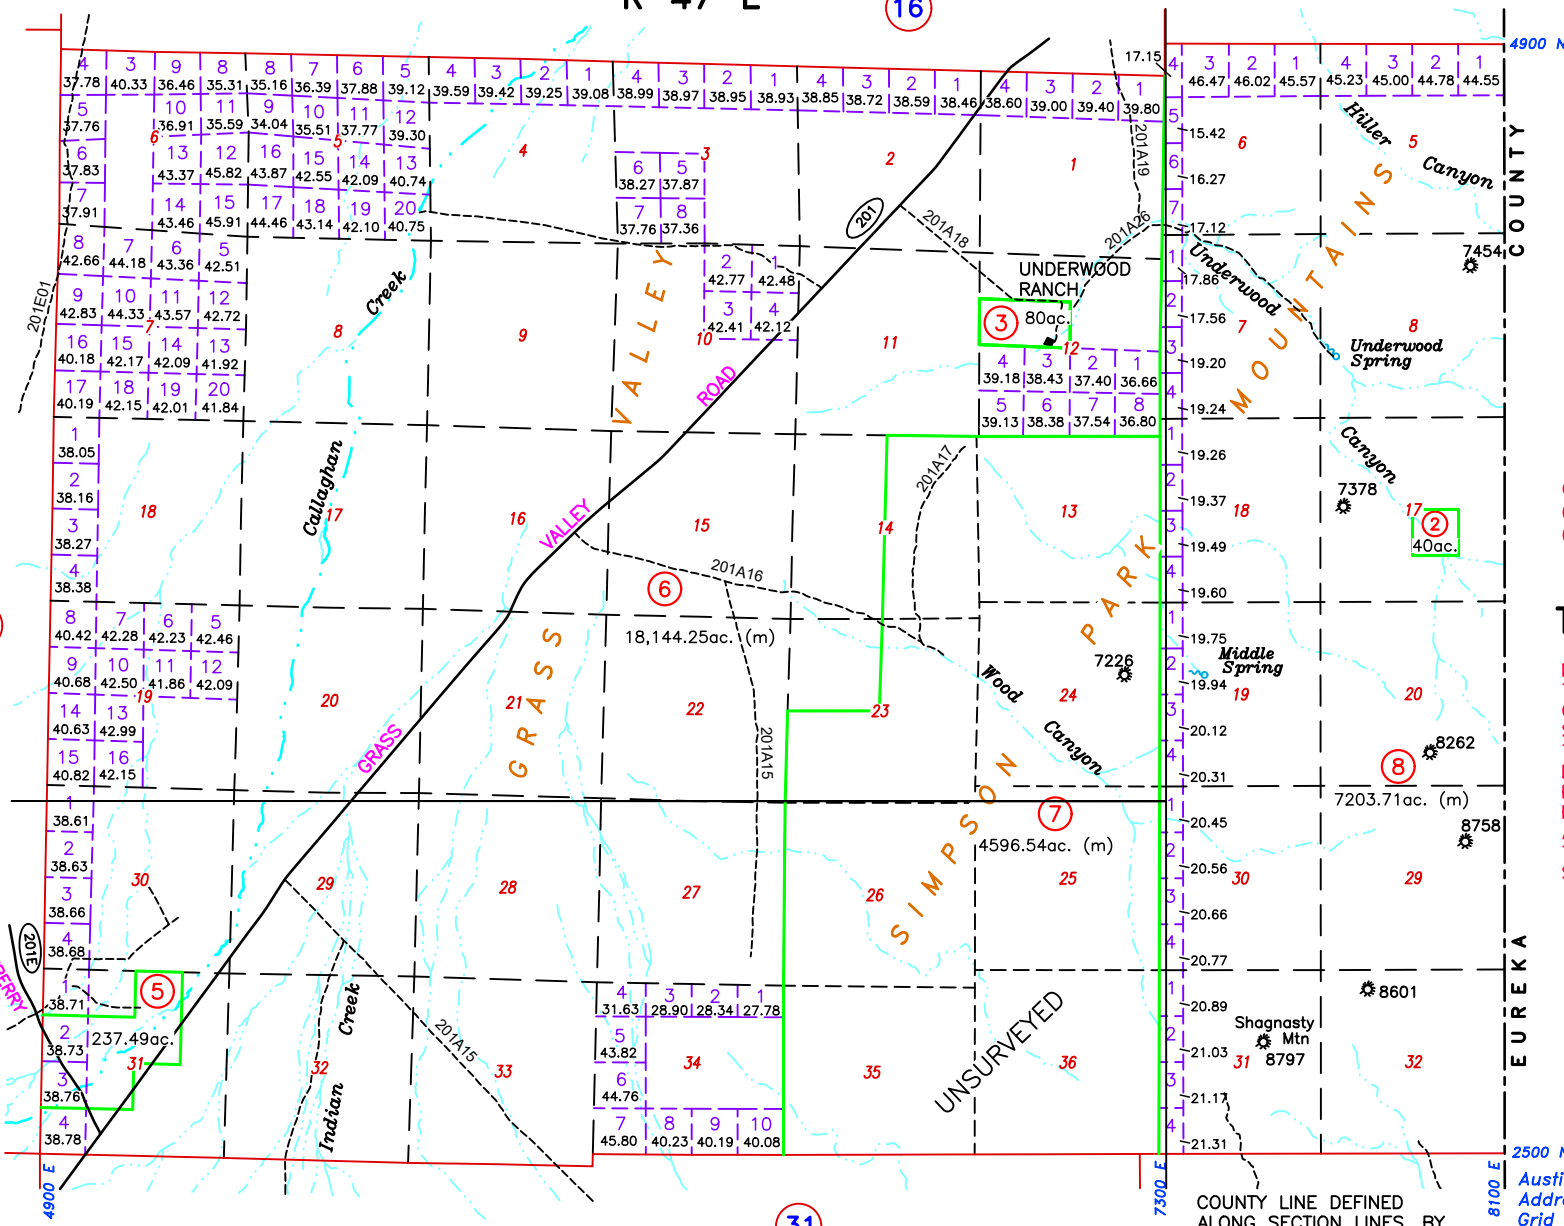 16
4900 N
17.15
4 3 9 8 8 7 6 5 4 3 2 1 4 3 2 1 4 3 2 1 4 3 2 1 4 3 2 1 4 3 2 1
37.78 40.33 36.46 35.31 35.16 36.39 37.88 39.12 39.59 39.42 39.25 39.08 38.99 38.97 38.95 38.93 38.85 38.72 38.59 38.46 38.60 39.00 39.40 39.80 46.47 46.02 45.57 45.23 45.00 44.78 44.55
5 10 11 9 10 11 12 5
37.76 36.91 35.59 34.04 35.51 37.77 39.30 15.42
6 5 4 3 2 1 6 5
Hiller
Canyon
6 13 12 16 15 14 13 6 5 6
37.83 43.37 45.82 43.87 42.55 42.09 40.74 38.27 37.87 16.27
7 14 15 14 17 18 19 20 7 8 7
37.91 43.46 45.91 44.46 43.14 42.10 40.75 37.76 37.36 17.12
201
201A18
201A19
201A26
COUNTY
7454
8 7 6 5 2 1 1
42.66 44.18 43.36 42.51 42.77 42.48 17.86
UNDERWOOD
RANCH
Underwood
9 10 11 12 3 4 2
42.83 44.33 43.57 42.72 42.41 42.12 17.56
201E01
Creek
3 80ac.
7 8 9 10 11 12 7 8
Underwood
Spring
16 15 14 13 4 3 2 1 3
40.18 42.17 42.09 41.92 39.18 38.43 37.40 36.66 19.20
17 18 19 20 5 6 7 8 4
40.19 42.15 42.01 41.84 39.13 38.38 37.54 36.80 19.24
VALLEY
ROAD
MOUNTAINS
1 1
38.05 19.26
Canyon
2 2
38.16 19.37
201A17
7378
Callaghan
18 17 16 15 14 13 18 17
VALLEY
2
40ac.
3 3
38.27 19.49
4 4
38.38 19.60
201A16
6
18,144.25ac. (m)
PARK
8 7 6 5 1
40.42 42.28 42.23 42.46 19.75
Middle
Spring
7226
9 10 11 12 2
40.68 42.50 41.86 42.09 19.94
Wood
Canyon
19 20 21 22 23 24 19 20
14 13 3
40.63 42.99 20.12
15 16 4
40.82 42.15 20.31
GRASS
GRASS
201A15
8262
8
7203.71ac. (m)
7
4596.54ac. (m)
8758
1 1
38.61 20.45
2 2
38.63 20.56
30 29 28 27 26 25 30 29
3 3
38.66 20.66
4 4
38.68 20.77
SIMPSON
201E
EUREKA
5
237.49ac.
1 4 3 2 1 1
38.71 31.63 28.90 28.34 27.78 20.89
8601
Creek
201A15
UNSURVEYED
Shagnasty
Mtn
8797
2 5 2
38.73 43.82 21.03
31 32 33 34 35 36 31 32
3 6 3
38.76 44.76 21.17
Indian
4 7 8 9 10 4
38.78 45.80 40.23 40.19 40.08 21.31
2500 N
4900 E
7300 E
8100 E
31
COUNTY LINE DEFINED
ALONG SECTION LINES BY
Grid